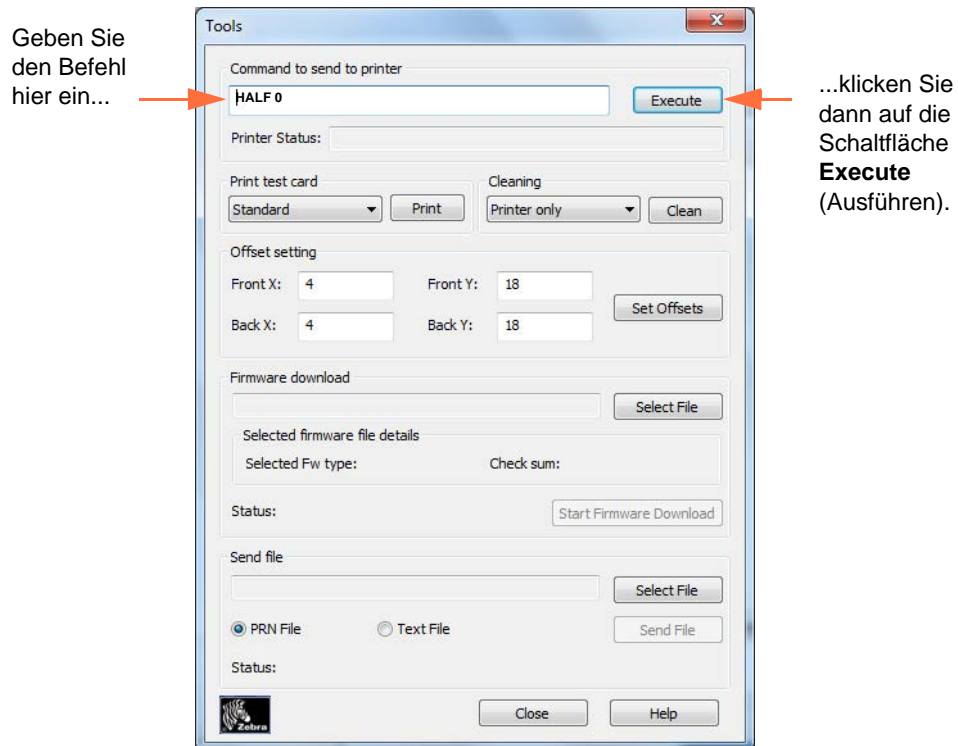 Geben Sie
den Befehl
hier ein...
Tools
Command to send to printer
HALF 0
Execute
Printer Status:
...klicken Sie
dann auf die
Schaltfläche
Execute
(Ausführen).
Print test card
Standard
Print
Cleaning
Printer only
Clean
Offset setting
Front X: 4 Front Y: 18
Back X: 4 Back Y: 18
Set Offsets
Firmware download
Select File
Selected firmware file details
Selected Fw type: Check sum:
Status:
Start Firmware Download
Send file
Select File
PRN File Text File
Send File
Status:
Zebra
Close
Help